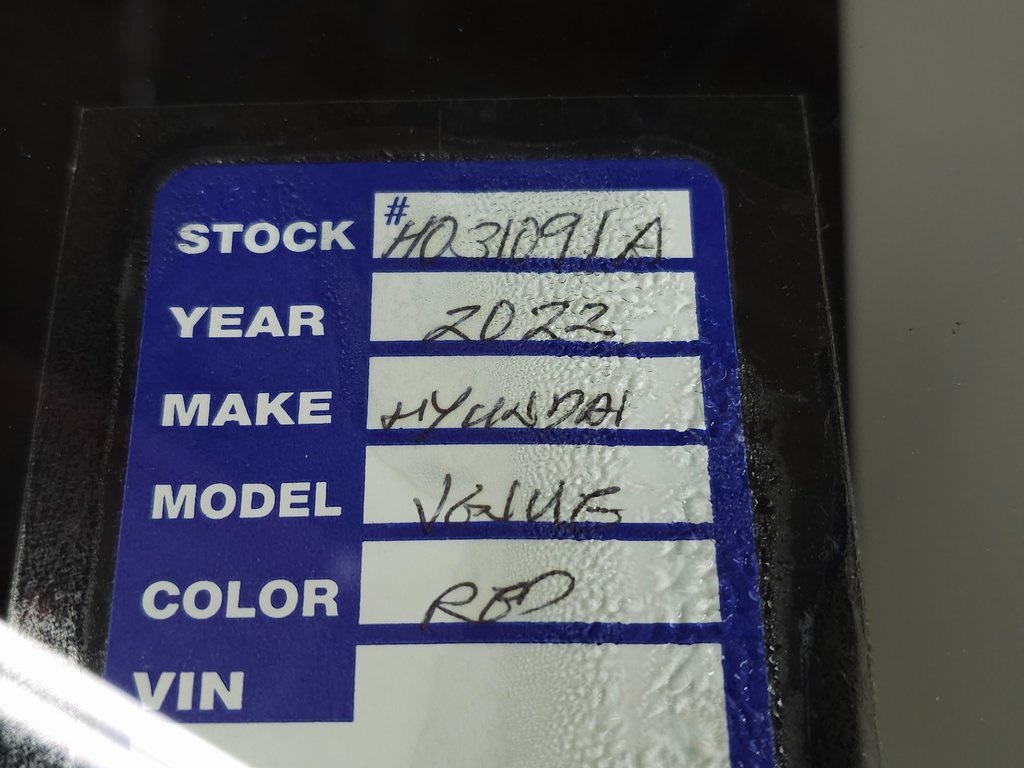 STOCK #H031091A
YEAR 2022
MAKE HYUNDAI
MODEL VENUE
COLOR RED
VIN